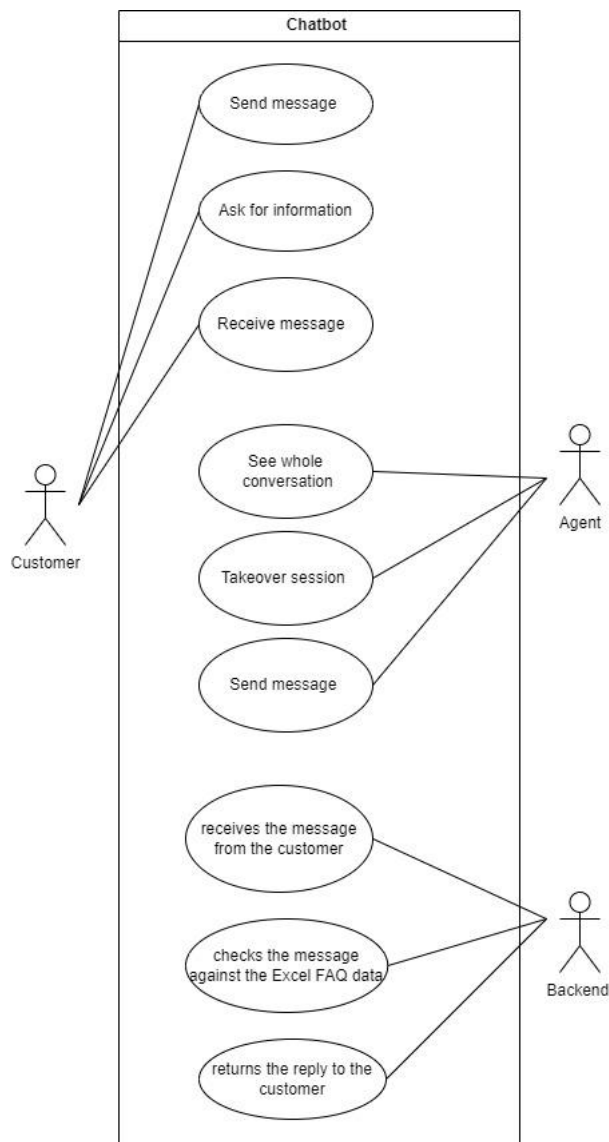 Chatbot
Send message
Ask for information
Receive message
See whole
conversation
Agent
Customer
Takeover session
Send message
receives the message
from the customer
checks the message
against the Excel FAQ data
Backend
returns the reply to the
customer